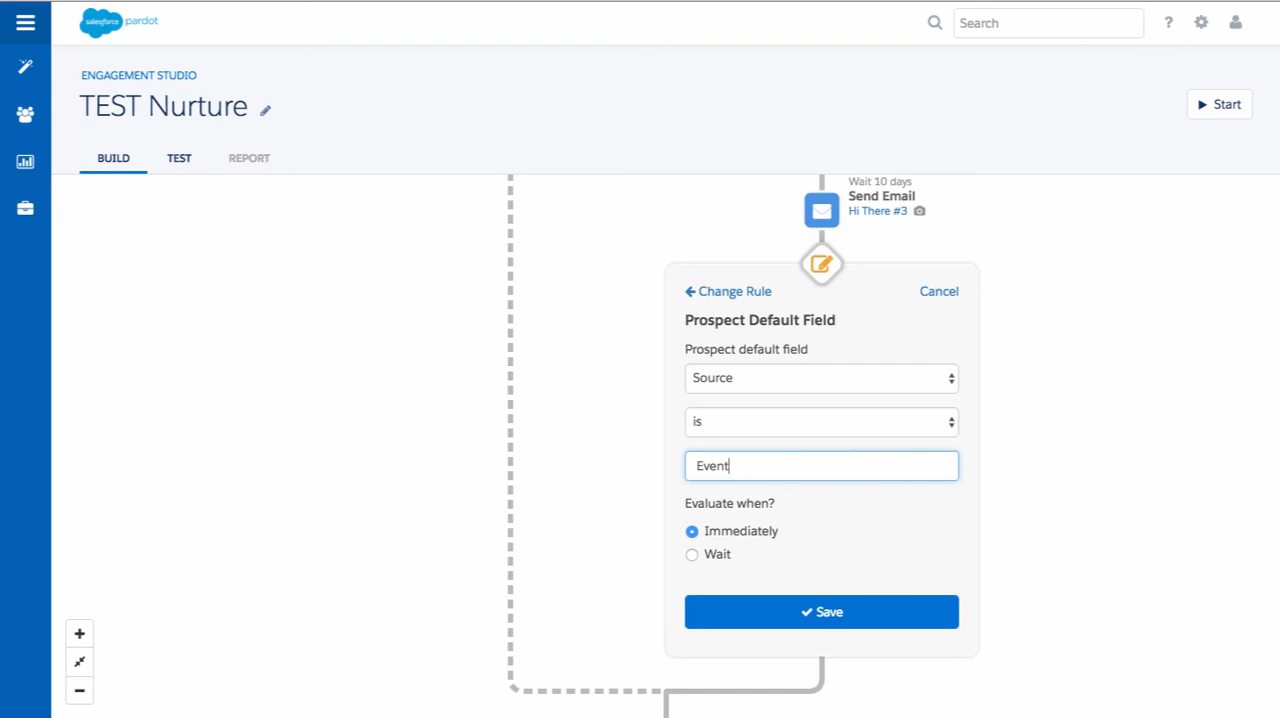 salesforce pardot
Search
?
ENGAGEMENT STUDIO
TEST Nurture
Start
BUILD
TEST
REPORT
Wait 10 days
Send Email
Hi There #3
Change Rule
Cancel
Prospect Default Field
Prospect default field
Source
is
Event
Evaluate when?
Immediately
Wait
Save